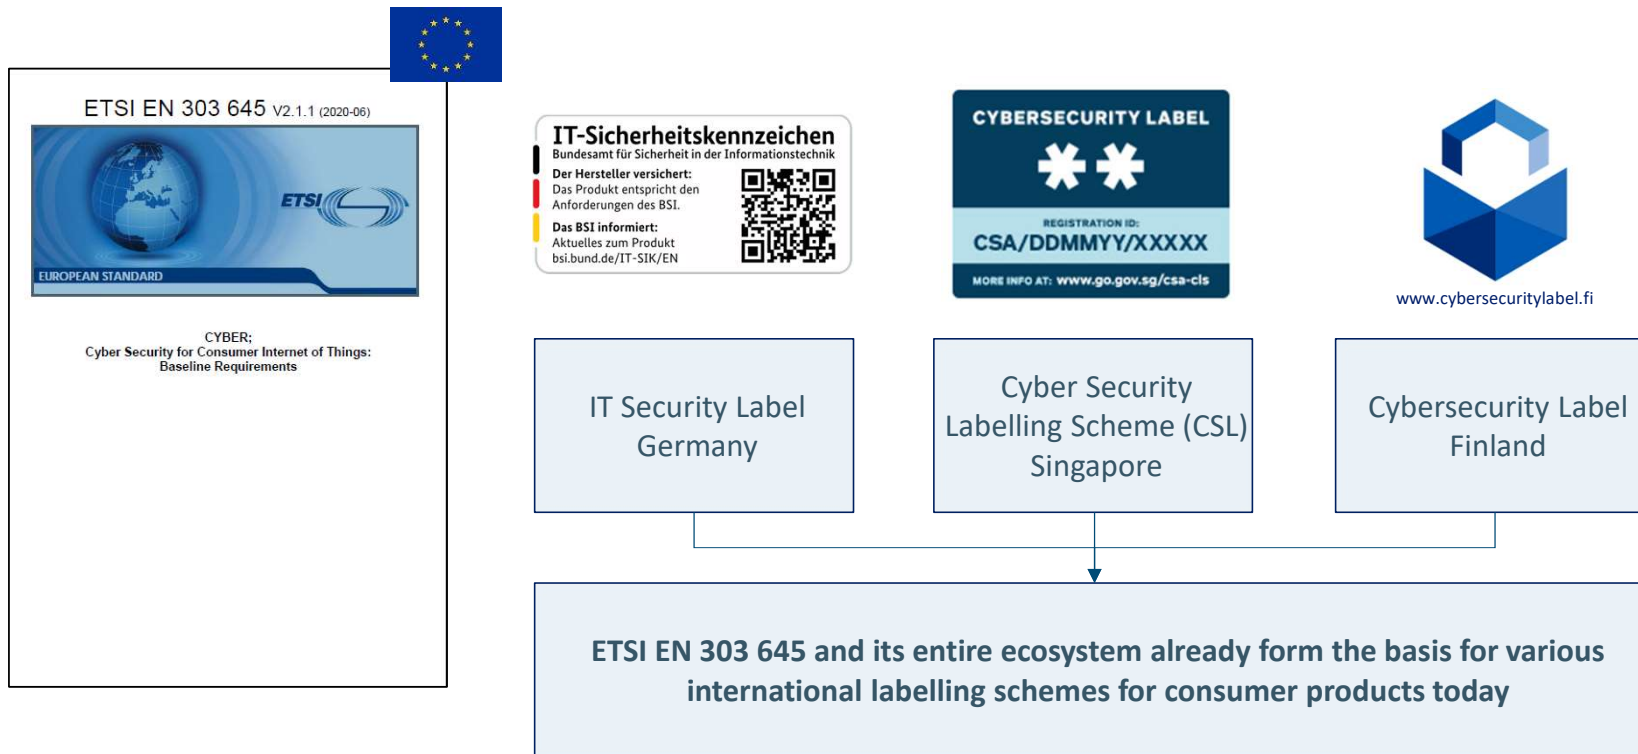 ETSI EN 303 645 V2.1.1 (2020-06)
ETSI
EUROPEAN STANDARD
CYBER;
Cyber Security for Consumer Internet of Things:
Baseline Requirements
IT-Sicherheitskennzeichen
Bundesamt für Sicherheit in der Informationstechnik
Der Hersteller versichert:
Das Produkt entspricht den
Anforderungen des BSI.
Das BSI informiert:
Aktuelles zum Produkt
bsi.bund.de/IT-SIK/EN
CYBERSECURITY LABEL
**
REGISTRATION ID:
CSA/DDMMYY/XXXXX
MORE INFO AT: www.go.gov.sg/csa-cls
www.cybersecuritylabel.fi
IT Security Label
Germany
Cyber Security
Labelling Scheme (CSL)
Singapore
Cybersecurity Label
Finland
ETSI EN 303 645 and its entire ecosystem already form the basis for various
international labelling schemes for consumer products today